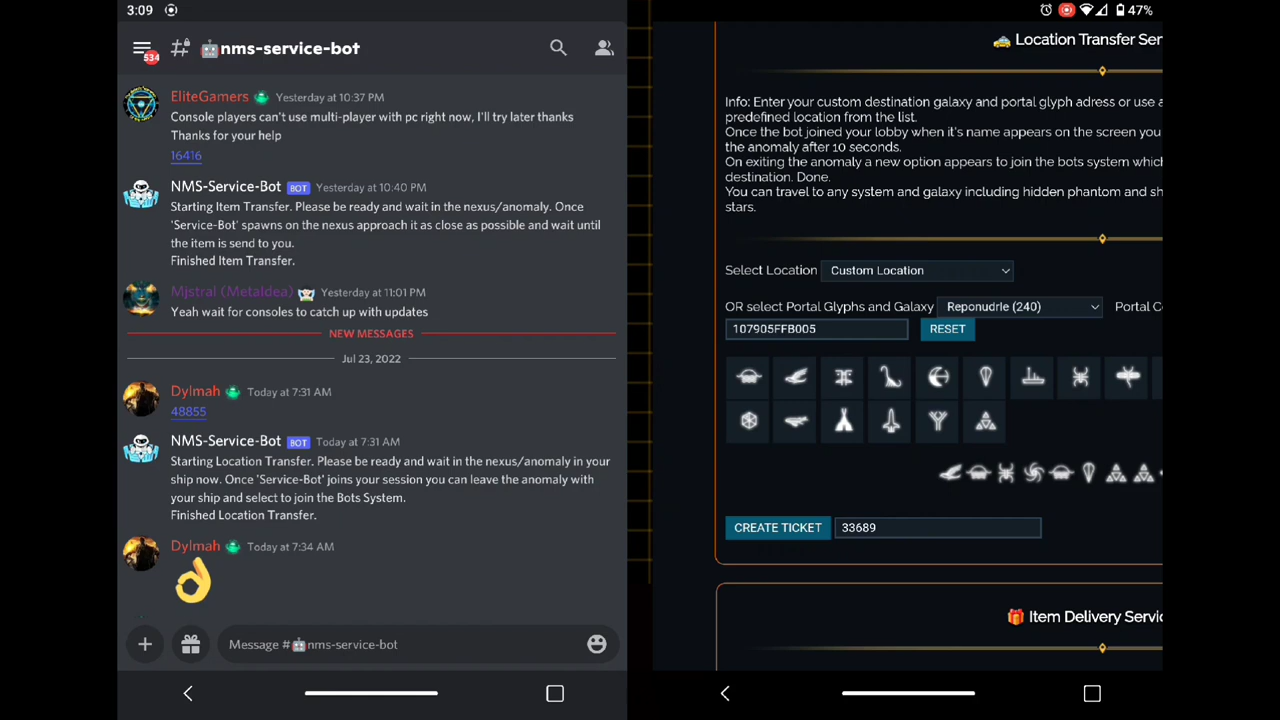 3:09
534
# 🤖nms-service-bot
EliteGamers Yesterday at 10:37 PM
Console players can't use multi-player with pc right now, I'll try later thanks
Thanks for your help
16416
NMS-Service-Bot BOT Yesterday at 10:40 PM
Starting Item Transfer. Please be ready and wait in the nexus/anomaly. Once
'Service-Bot' spawns on the nexus approach it as close as possible and wait until
the item is send to you.
Finished Item Transfer.
Mjstral (Metaldea) Yesterday at 11:01 PM
Yeah wait for consoles to catch up with updates
NEW MESSAGES
Jul 23, 2022
Dylmah Today at 7:31 AM
48855
NMS-Service-Bot BOT Today at 7:31 AM
Starting Location Transfer. Please be ready and wait in the nexus/anomaly in your
ship now. Once 'Service-Bot' joins your session you can leave the anomaly with
your ship and select to join the Bots System.
Finished Location Transfer.
Dylmah Today at 7:34 AM
👌
Message #🤖nms-service-bot
47%
🚕 Location Transfer Ser
Info: Enter your custom destination galaxy and portal glyph adress or use a
predefined location from the list.
Once the bot joined your lobby when it's name appears on the screen you
the anomaly after 10 seconds.
On exiting the anomaly a new option appears to join the bots system which
destination. Done.
You can travel to any system and galaxy including hidden phantom and sh
stars.
Select Location Custom Location
OR select Portal Glyphs and Galaxy Reponudrle (240) Portal C
107905FFB005 RESET
CREATE TICKET 33689
🎁 Item Delivery Servi